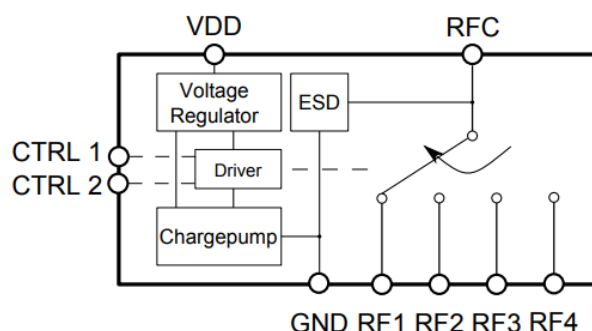 VDD RFC
Voltage
Regulator
ESD
CTRL 1
CTRL 2
Driver
Chargepump
GND RF1 RF2 RF3 RF4